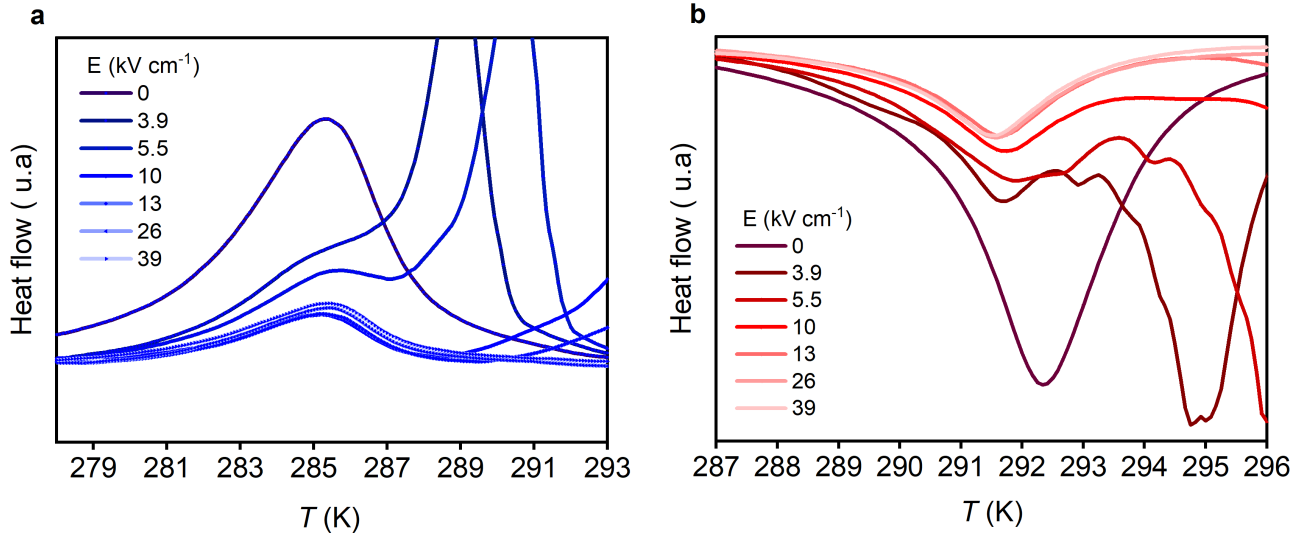 a
E (kV cm⁻¹)
0
3.9
5.5
10
13
26
39
Heat flow ( u.a)
279 281 283 285 287 289 291 293
T (K)
b
E (kV cm⁻¹)
0
3.9
5.5
10
13
26
39
Heat flow ( u.a)
287 288 289 290 291 292 293 294 295 296
T (K)